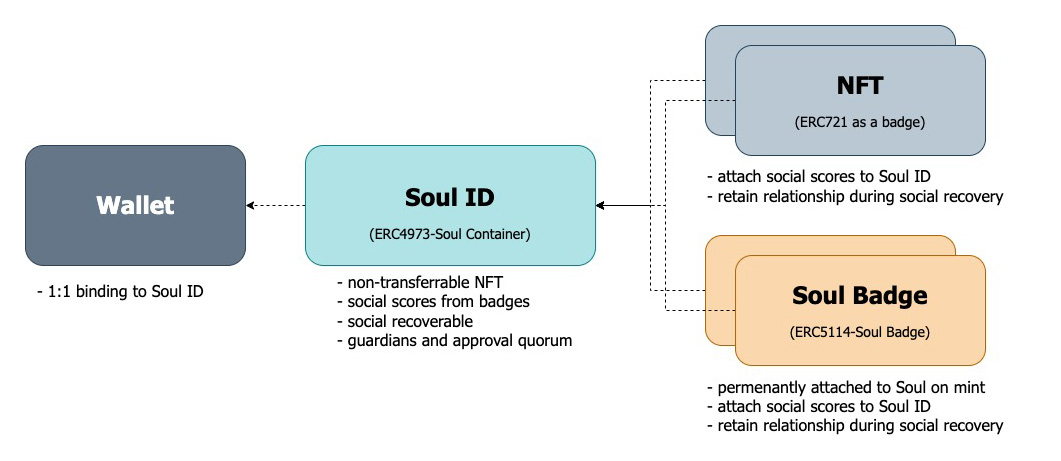 Wallet
- 1:1 binding to Soul ID
Soul ID
(ERC4973-Soul Container)
- non-transferrable NFT
- social scores from badges
- social recoverable
- guardians and approval quorum
NFT
(ERC721 as a badge)
- attach social scores to Soul ID
- retain relationship during social recovery
Soul Badge
(ERC5114-Soul Badge)
- permenantly attached to Soul on mint
- attach social scores to Soul ID
- retain relationship during social recovery